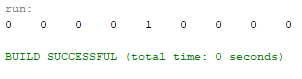 run:
0 0 0 0 1 0 0 0 0
BUILD SUCCESSFUL (total time: 0 seconds)